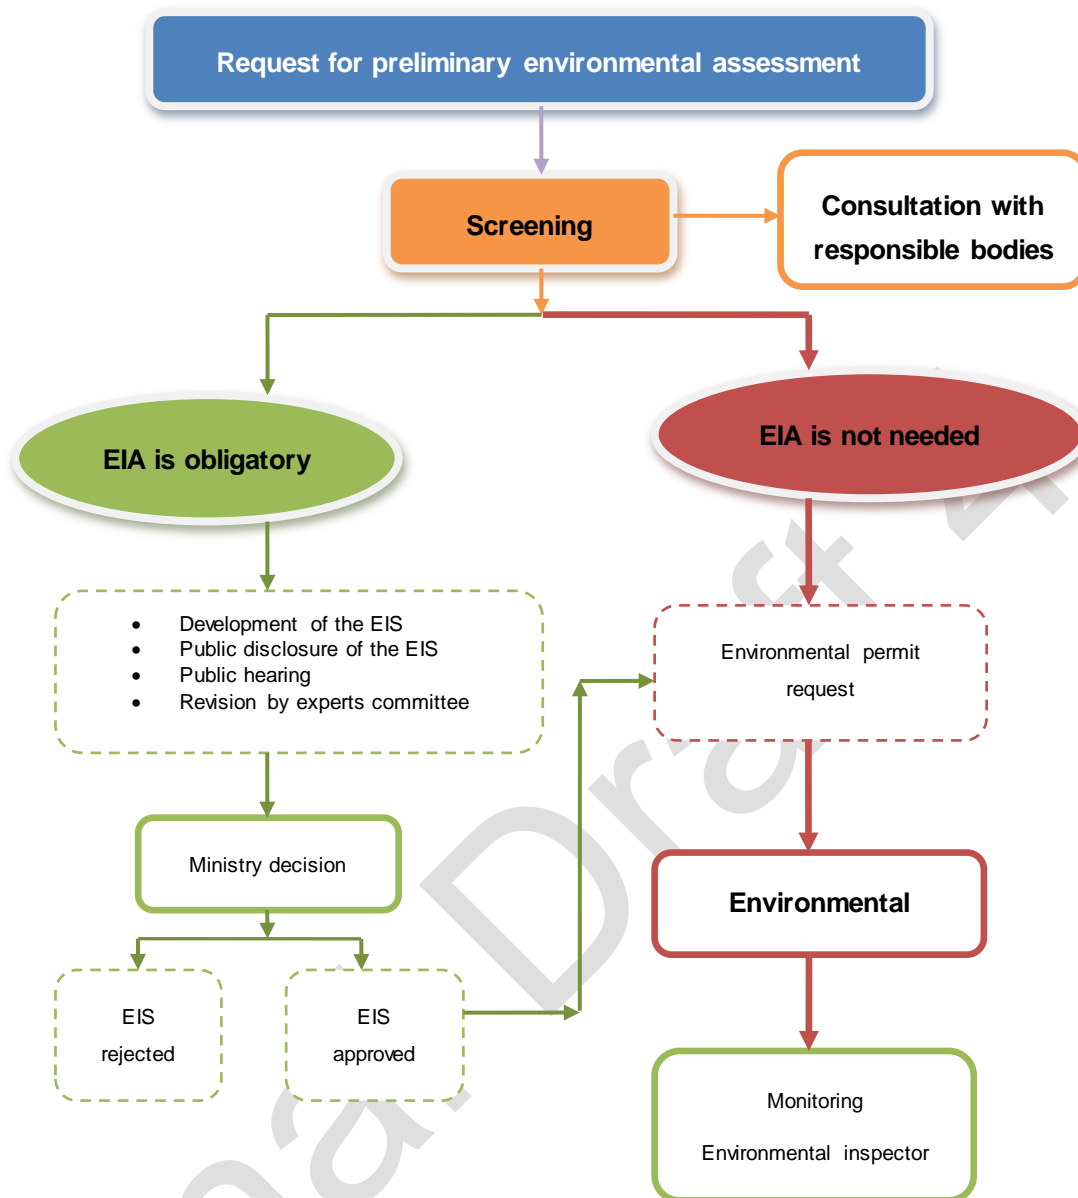 Request for preliminary environmental assessment
Screening
Consultation with
responsible bodies
EIA is obligatory
EIA is not needed
• Development of the EIS
• Public disclosure of the EIS
• Public hearing
• Revision by experts committee
Environmental permit
request
Ministry decision
Environmental
EIS
rejected
EIS
approved
Monitoring
Environmental inspector
Draft